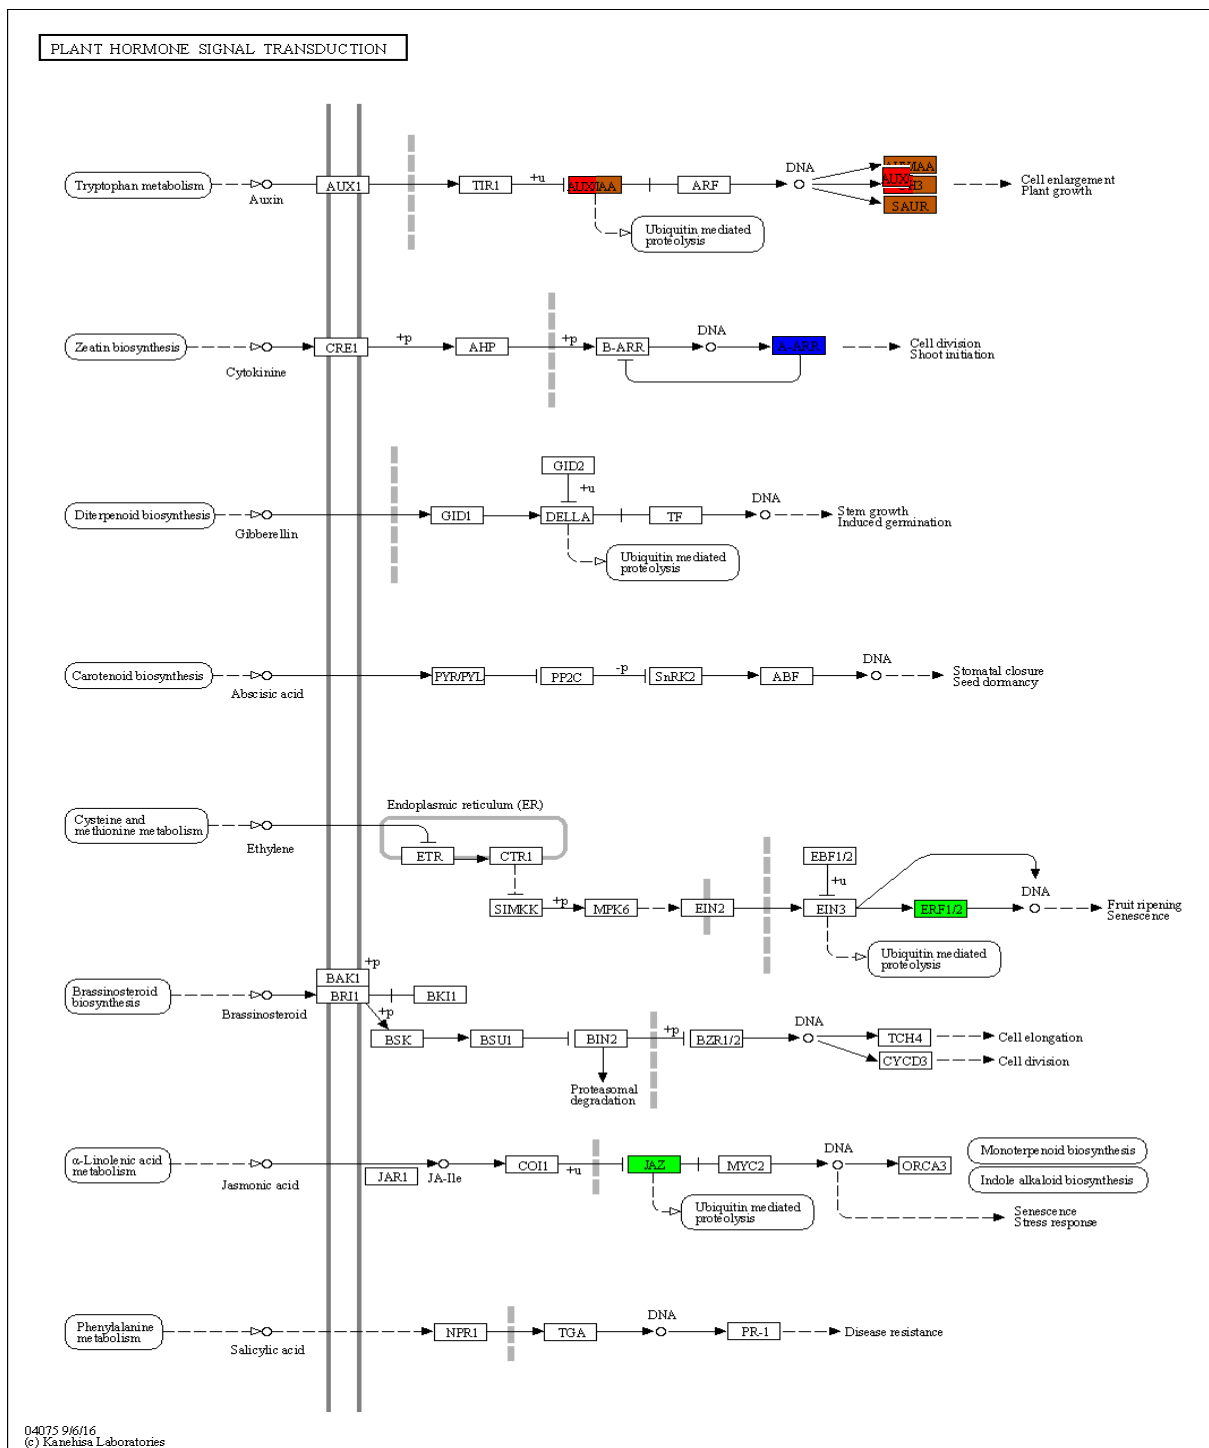 PLANT HORMONE SIGNAL TRANSDUCTION
Tryptophan metabolism
Auxin
AUX1
TIR1
+u
ARF
DNA
SAUR
Cell enlargement
Plant growth
Ubiquitin mediated
proteolysis
Zeatin biosynthesis
Cytokinine
CRE1
+p
AHP
+p
B-ARR
DNA
A-ARR
Cell division
Shoot initiation
GID2
+u
Diterpenoid biosynthesis
Gibberellin
GID1
DELLA
TF
DNA
Stem growth
Induced germination
Ubiquitin mediated
proteolysis
Carotenoid biosynthesis
Abscisic acid
PYR/PYL
PP2C
-p
SnRK2
ABF
DNA
Stomatal closure
Seed dormancy
Endoplasmic reticulum (ER)
Cysteine and
methionine metabolism
Ethylene
ETR
CTR1
EBF1/2
+u
SIMKK
+p
MPK6
EIN2
EIN3
ERF1/2
DNA
Fruit ripening
Senescence
Ubiquitin mediated
proteolysis
Brassinosteroid
biosynthesis
Brassinosteroid
BAK1
+p
BRI1
BKI1
+p
BSK
BSU1
BIN2
+p
BZR1/2
DNA
TCH4
Cell elongation
CYCD3
Cell division
Proteasomal
degradation
α-Linolenic acid
metabolism
Jasmonic acid
JAR1
JA-Ile
COI1
+u
JAZ
MYC2
DNA
ORCA3
Monoterpenoid biosynthesis
Indole alkaloid biosynthesis
Ubiquitin mediated
proteolysis
Senescence
Stress response
Phenylalanine
metabolism
Salicylic acid
NPR1
TGA
DNA
PR-1
Disease resistance
04075 9/6/16
(c) Kanehisa Laboratories